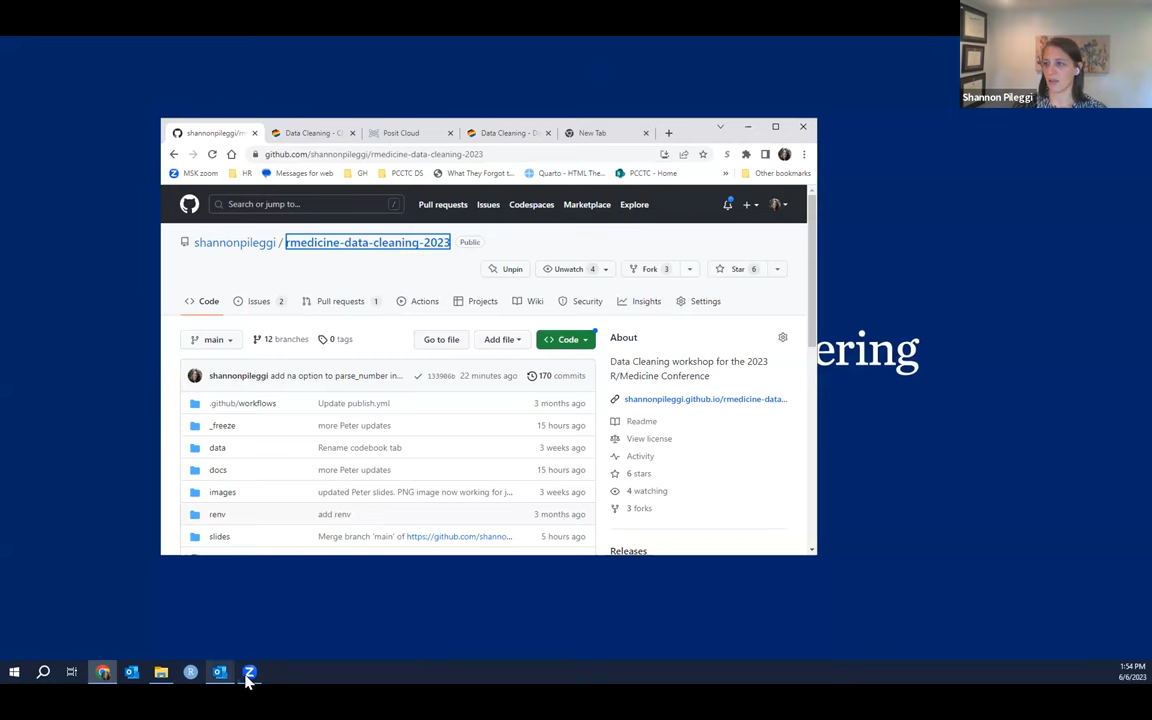 Shannon Pileggi
shannonpileggi/rm
Data Cleaning - C
Posit Cloud
Data Cleaning - D
New Tab
github.com/shannonpileggi/rmedicine-data-cleaning-2023
MSK zoom
HR
Messages for web
GH
PCCTC DS
What They Forgot t...
Quarto - HTML The...
PCCTC - Home
»
Other bookmarks
Search or jump to... /
Pull requests Issues Codespaces Marketplace Explore
shannonpileggi / rmedicine-data-cleaning-2023 Public
Unpin Unwatch 4 Fork 3 Star 6
Code Issues 2 Pull requests 1 Actions Projects Wiki Security Insights Settings
main 12 branches 0 tags Go to file Add file Code
About
Data Cleaning workshop for the 2023
R/Medicine Conference
shannonpileggi.github.io/rmedicine-data...
Readme
View license
Activity
6 stars
4 watching
3 forks
Releases
shannonpileggi add na option to parse_number in... 133906b 22 minutes ago 170 commits
.github/workflows Update publish.yml 3 months ago
_freeze more Peter updates 15 hours ago
data Rename codebook tab 3 weeks ago
docs more Peter updates 15 hours ago
images updated Peter slides. PNG image now working for j... 3 weeks ago
renv add renv 3 months ago
slides Merge branch 'main' of https://github.com/shanno... 5 hours ago
ering
1:54 PM
6/6/2023